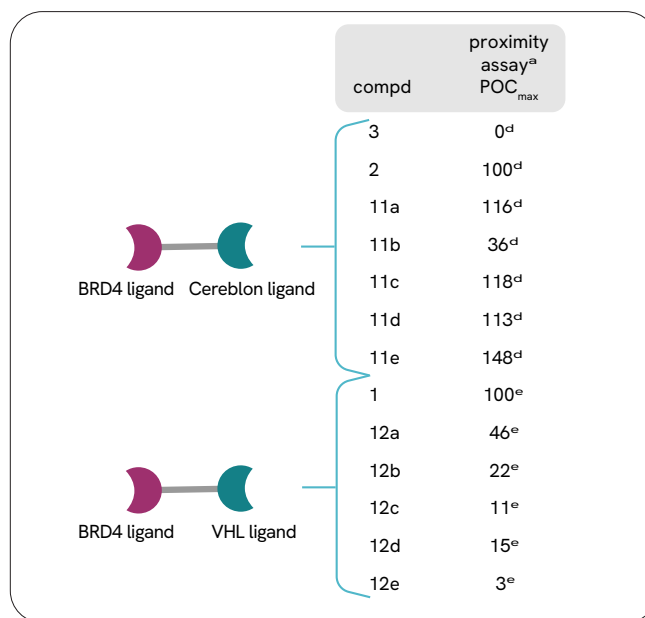 compd
proximity
assayᵃ
POCmax
3 0ᵈ
2 100ᵈ
11a 116ᵈ
11b 36ᵈ
11c 118ᵈ
11d 113ᵈ
11e 148ᵈ
BRD4 ligand Cereblon ligand
1 100ᵉ
12a 46ᵉ
12b 22ᵉ
12c 11ᵉ
12d 15ᵉ
12e 3ᵉ
BRD4 ligand VHL ligand